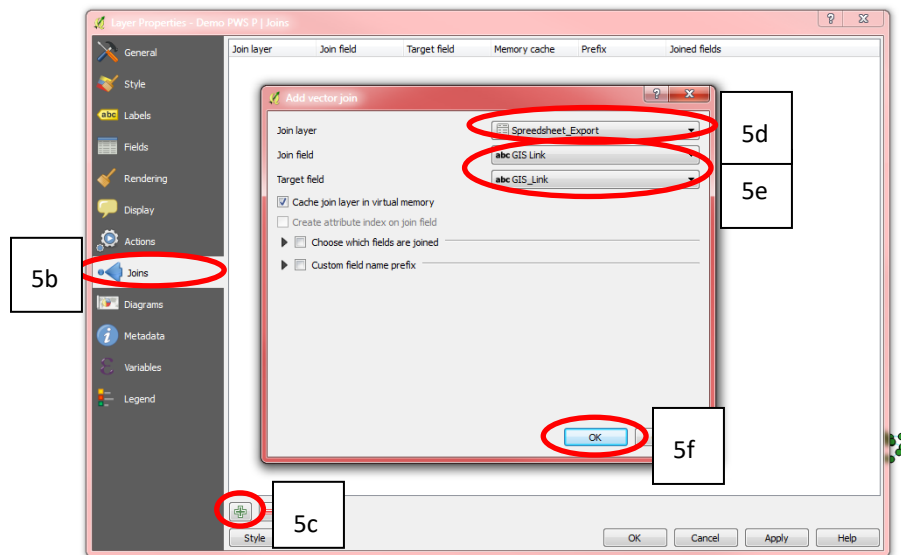 Layer Properties - Demo PWS P | Joins
General
Style
abc Labels
Fields
Rendering
Display
Actions
Joins
Diagrams
Metadata
Variables
Legend
Join layer Join field Target field Memory cache Prefix Joined fields
Add vector join
Join layer Spreedsheet_Export
Join field abc GIS Link
Target field abc GIS_Link
Cache join layer in virtual memory
Create attribute index on join field
Choose which fields are joined
Custom field name prefix
OK
5b
5c
5d
5e
5f
Style
OK Cancel Apply Help